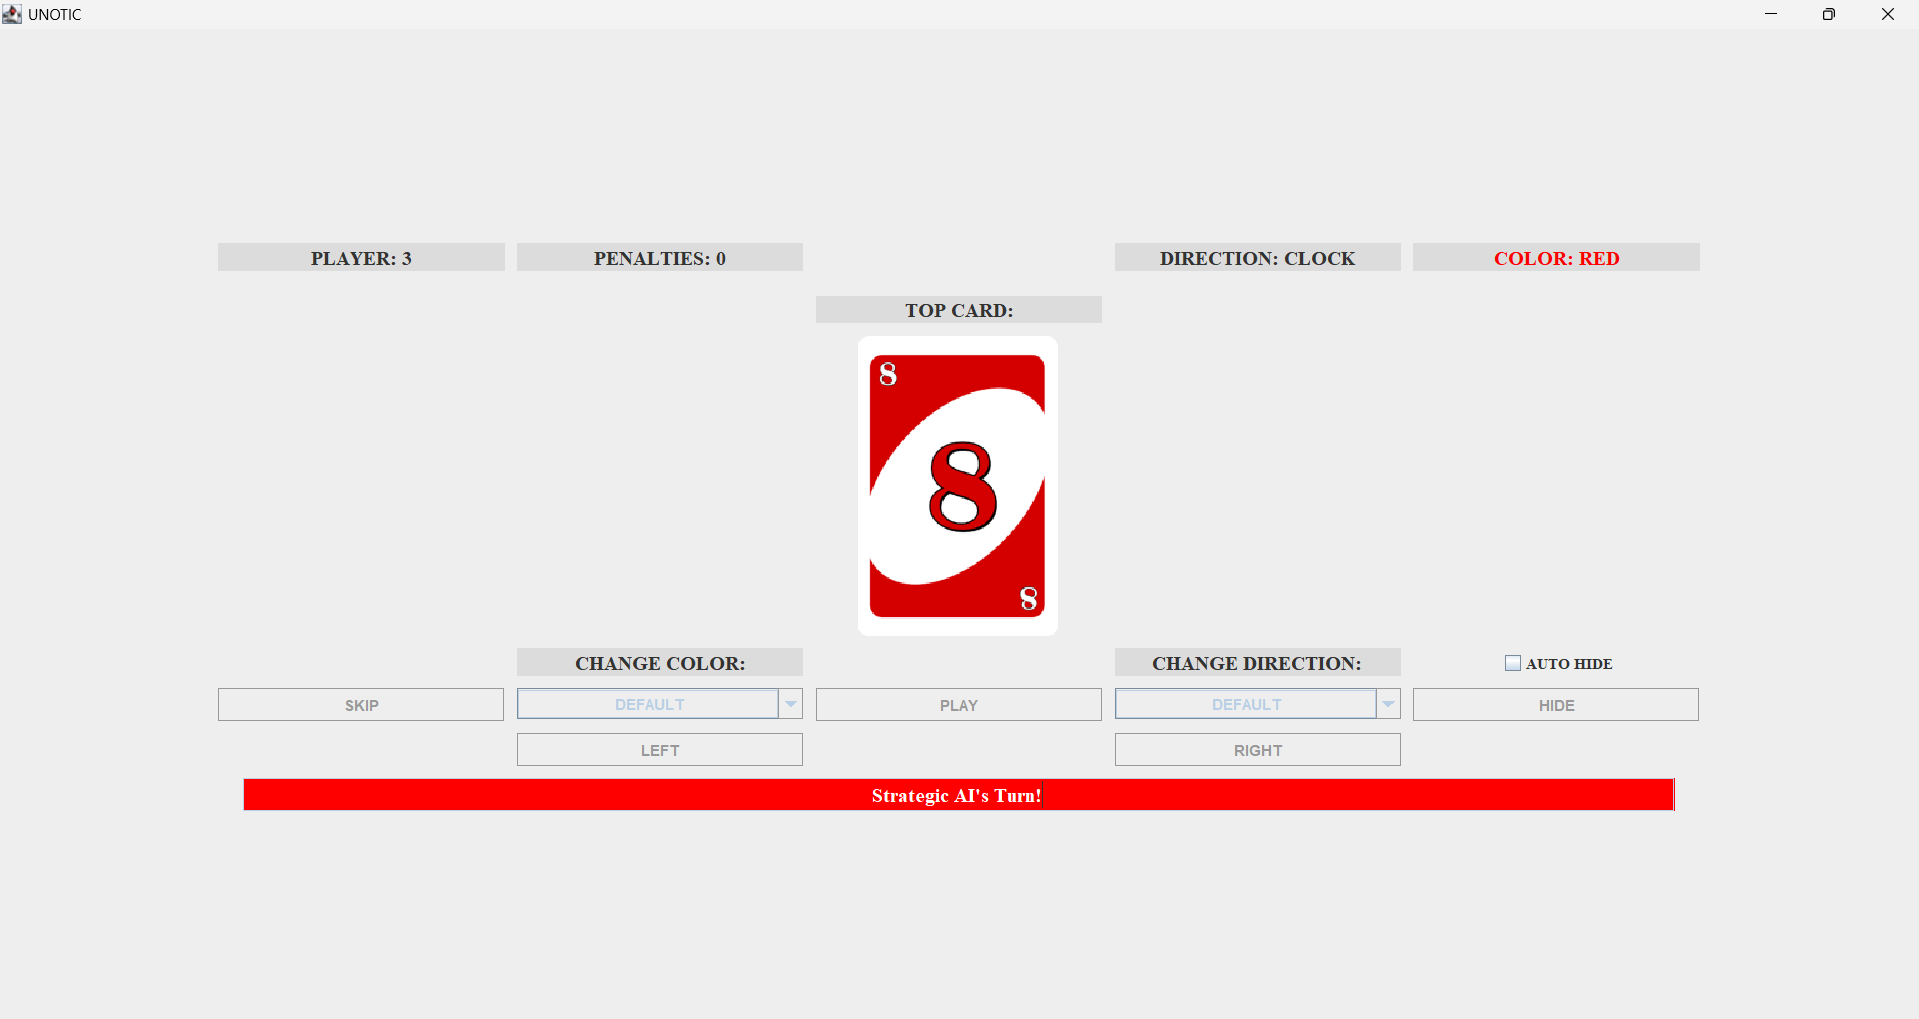 UNOTIC
PLAYER: 3
PENALTIES: 0
DIRECTION: CLOCK
COLOR: RED
TOP CARD:
8
8
8
CHANGE COLOR:
CHANGE DIRECTION:
AUTO HIDE
SKIP
DEFAULT
PLAY
DEFAULT
HIDE
LEFT
RIGHT
Strategic AI's Turn!